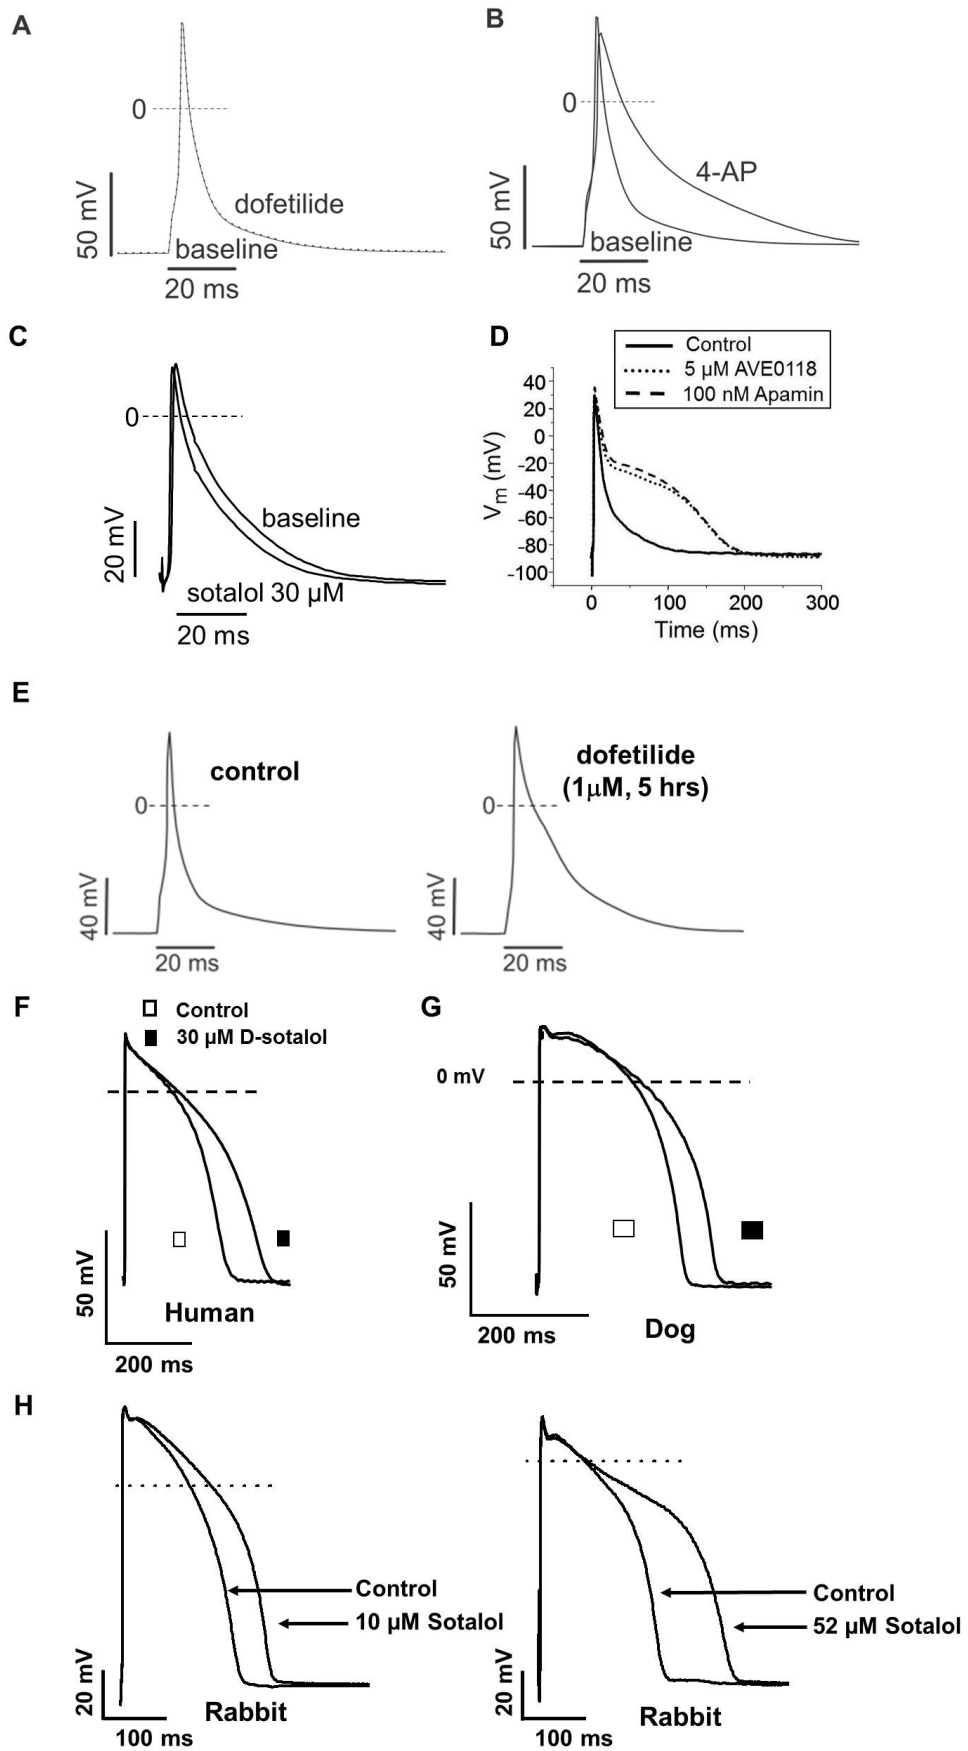 A
0
50 mV
dofetilide
baseline
20 ms
B
0
50 mV
4-AP
baseline
20 ms
C
0
20 mV
baseline
sotalol 30 µM
20 ms
D
Control
5 µM AVE0118
100 nM Apamin
40
20
0
-20
-40
-60
-80
-100
Vm (mV)
0 100 200 300
Time (ms)
E
control
0
40 mV
20 ms
dofetilide
(1µM, 5 hrs)
0
40 mV
20 ms
F
Control
30 µM D-sotalol
50 mV
Human
200 ms
G
0 mV
50 mV
200 ms
Dog
H
Control
10 µM Sotalol
20 mV
Rabbit
100 ms
Control
52 µM Sotalol
20 mV
Rabbit
100 ms